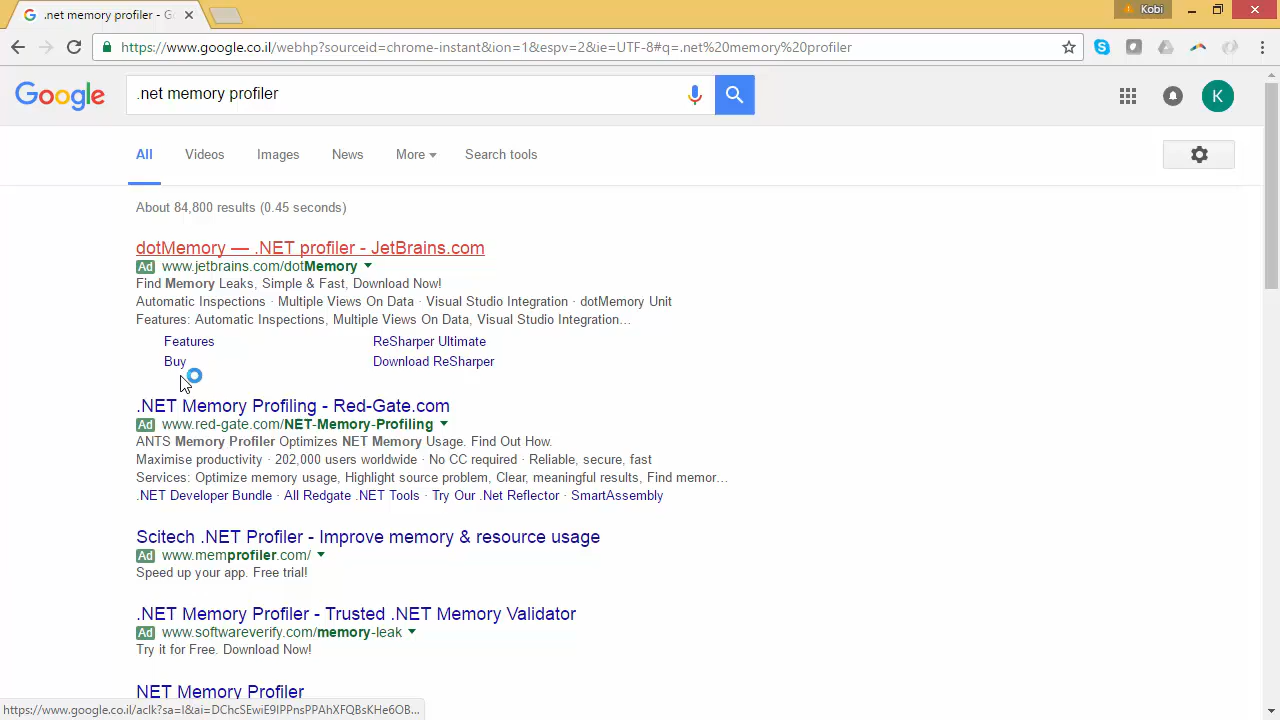 .net memory profiler - G
Kobi
https://www.google.co.il/webhp?sourceid=chrome-instant&ion=1&espv=2&ie=UTF-8#q=.net%20memory%20profiler
Google
.net memory profiler
K
All Videos Images News More Search tools
About 84,800 results (0.45 seconds)
dotMemory — .NET profiler - JetBrains.com
Ad www.jetbrains.com/dotMemory
Find Memory Leaks, Simple & Fast, Download Now!
Automatic Inspections · Multiple Views On Data · Visual Studio Integration · dotMemory Unit
Features: Automatic Inspections, Multiple Views On Data, Visual Studio Integration…
Features ReSharper Ultimate
Buy Download ReSharper
.NET Memory Profiling - Red-Gate.com
Ad www.red-gate.com/NET-Memory-Profiling
ANTS Memory Profiler Optimizes NET Memory Usage. Find Out How.
Maximise productivity · 202,000 users worldwide · No CC required · Reliable, secure, fast
Services: Optimize memory usage, Highlight source problem, Clear, meaningful results, Find memor…
.NET Developer Bundle · All Redgate .NET Tools · Try Our .Net Reflector · SmartAssembly
Scitech .NET Profiler - Improve memory & resource usage
Ad www.memprofiler.com/
Speed up your app. Free trial!
.NET Memory Profiler - Trusted .NET Memory Validator
Ad www.softwareverify.com/memory-leak
Try it for Free. Download Now!
NET Memory Profiler